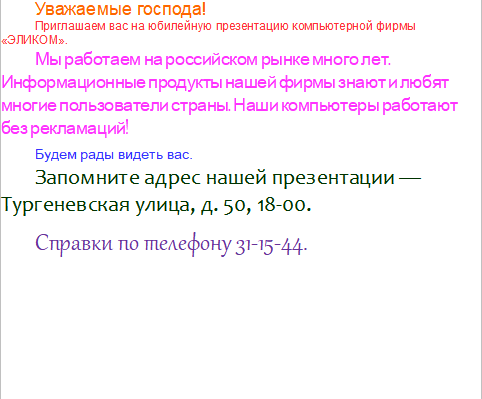 Уважаемые господа!
Приглашаем вас на юбилейную презентацию компьютерной фирмы
«ЭЛИКОМ».
Мы работаем на российском рынке много лет.
Информационные продукты нашей фирмы знают и любят
многие пользователи страны. Наши компьютеры работают
без рекламаций!
Будем рады видеть вас.
Запомните адрес нашей презентации —
Тургеневская улица, д. 50, 18-00.
Справки по телефону 31-15-44.